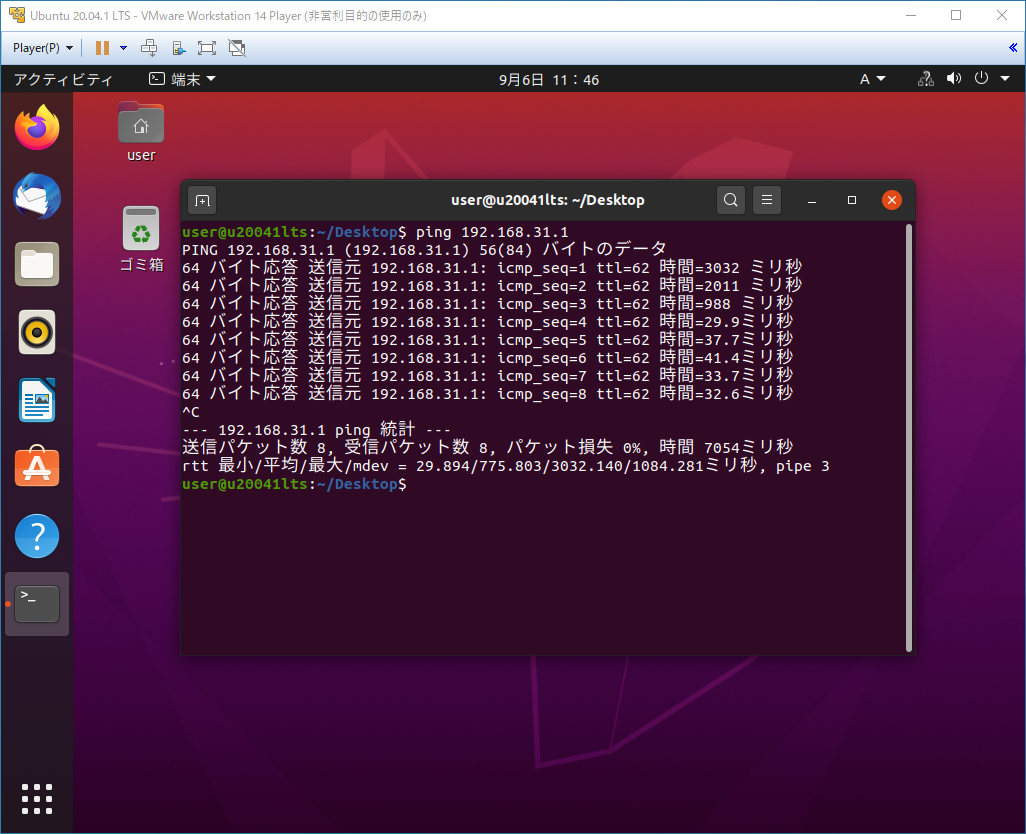 Ubuntu 20.04.1 LTS - VMware Workstation 14 Player (非営利目的の使用のみ)
Player(P)
アクティビティ 端末 9月6日 11：46 A
user
ゴミ箱
user@u20041lts: ~/Desktop
user@u20041lts:~/Desktop$ ping 192.168.31.1
PING 192.168.31.1 (192.168.31.1) 56(84) バイトのデータ
64 バイト応答 送信元 192.168.31.1: icmp_seq=1 ttl=62 時間=3032 ミリ秒
64 バイト応答 送信元 192.168.31.1: icmp_seq=2 ttl=62 時間=2011 ミリ秒
64 バイト応答 送信元 192.168.31.1: icmp_seq=3 ttl=62 時間=988 ミリ秒
64 バイト応答 送信元 192.168.31.1: icmp_seq=4 ttl=62 時間=29.9ミリ秒
64 バイト応答 送信元 192.168.31.1: icmp_seq=5 ttl=62 時間=37.7ミリ秒
64 バイト応答 送信元 192.168.31.1: icmp_seq=6 ttl=62 時間=41.4ミリ秒
64 バイト応答 送信元 192.168.31.1: icmp_seq=7 ttl=62 時間=33.7ミリ秒
64 バイト応答 送信元 192.168.31.1: icmp_seq=8 ttl=62 時間=32.6ミリ秒
^C
--- 192.168.31.1 ping 統計 ---
送信パケット数 8, 受信パケット数 8, パケット損失 0%, 時間 7054ミリ秒
rtt 最小/平均/最大/mdev = 29.894/775.803/3032.140/1084.281ミリ秒, pipe 3
user@u20041lts:~/Desktop$